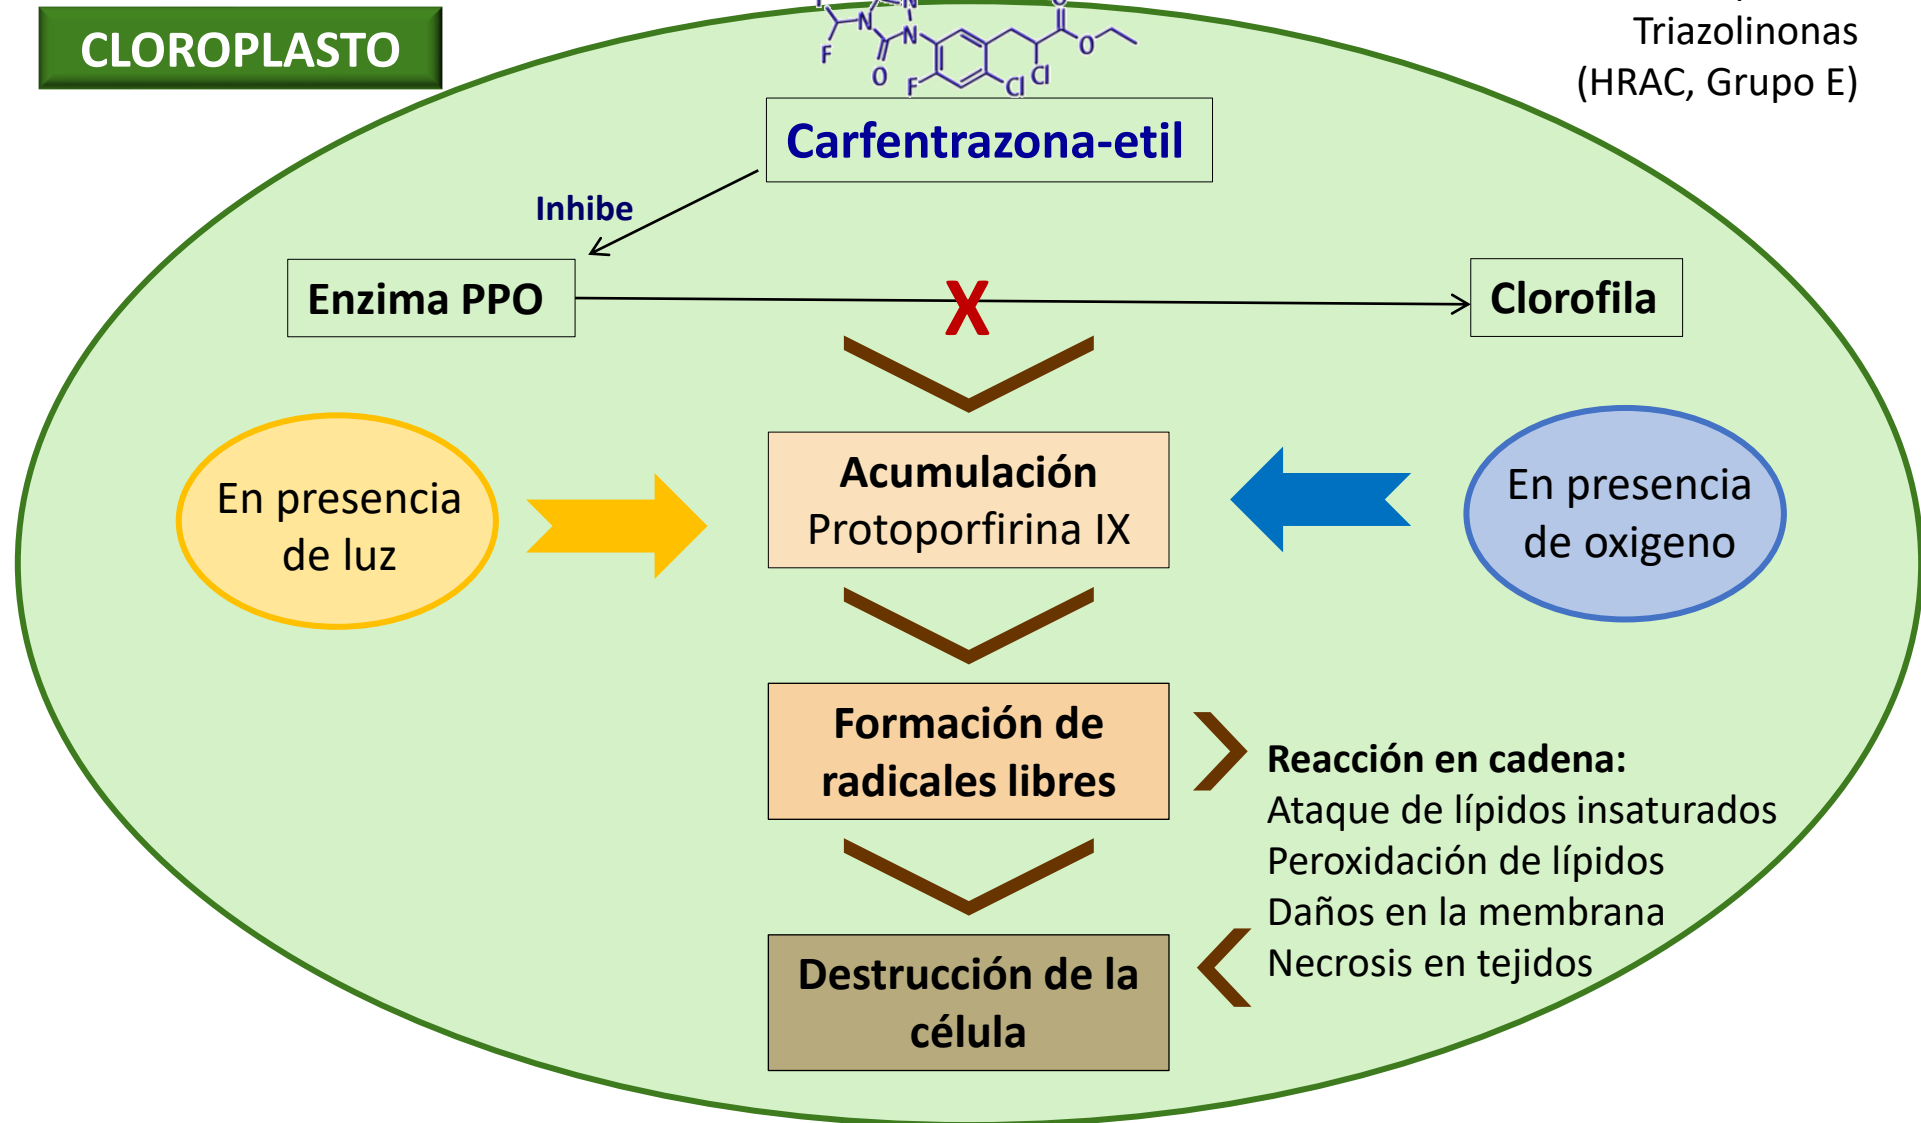 CLOROPLASTO
Triazolinonas
(HRAC, Grupo E)
F
N
N
N
F
O
F
Cl
Cl
O
O
Carfentrazona-etil
Inhibe
Enzima PPO
X
Clorofila
En presencia
de luz
Acumulación
Protoporfirina IX
En presencia
de oxigeno
Formación de
radicales libres
Reacción en cadena:
Ataque de lípidos insaturados
Peroxidación de lípidos
Daños en la membrana
Necrosis en tejidos
Destrucción de la
célula